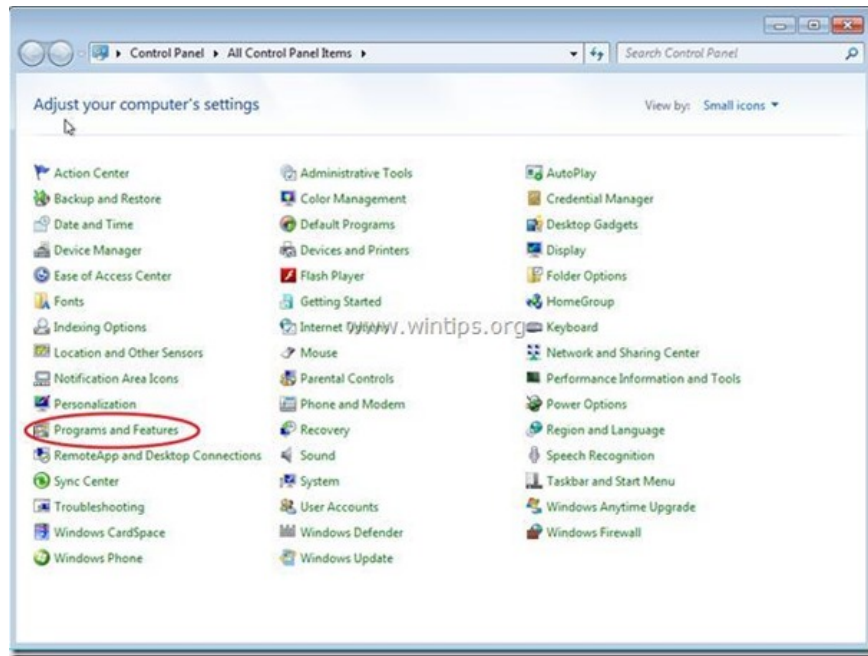 Control Panel ▸ All Control Panel Items ▸
Search Control Panel
Adjust your computer's settings
View by: Small icons
Action Center
Backup and Restore
Date and Time
Device Manager
Ease of Access Center
Fonts
Indexing Options
Location and Other Sensors
Notification Area Icons
Personalization
Programs and Features
RemoteApp and Desktop Connections
Sync Center
Troubleshooting
Windows CardSpace
Windows Phone
Administrative Tools
Color Management
Default Programs
Devices and Printers
Flash Player
Getting Started
Internet
www.wintips.org
Mouse
Parental Controls
Phone and Modem
Recovery
Sound
System
User Accounts
Windows Defender
Windows Update
AutoPlay
Credential Manager
Desktop Gadgets
Display
Folder Options
HomeGroup
Keyboard
Network and Sharing Center
Performance Information and Tools
Power Options
Region and Language
Speech Recognition
Taskbar and Start Menu
Windows Anytime Upgrade
Windows Firewall